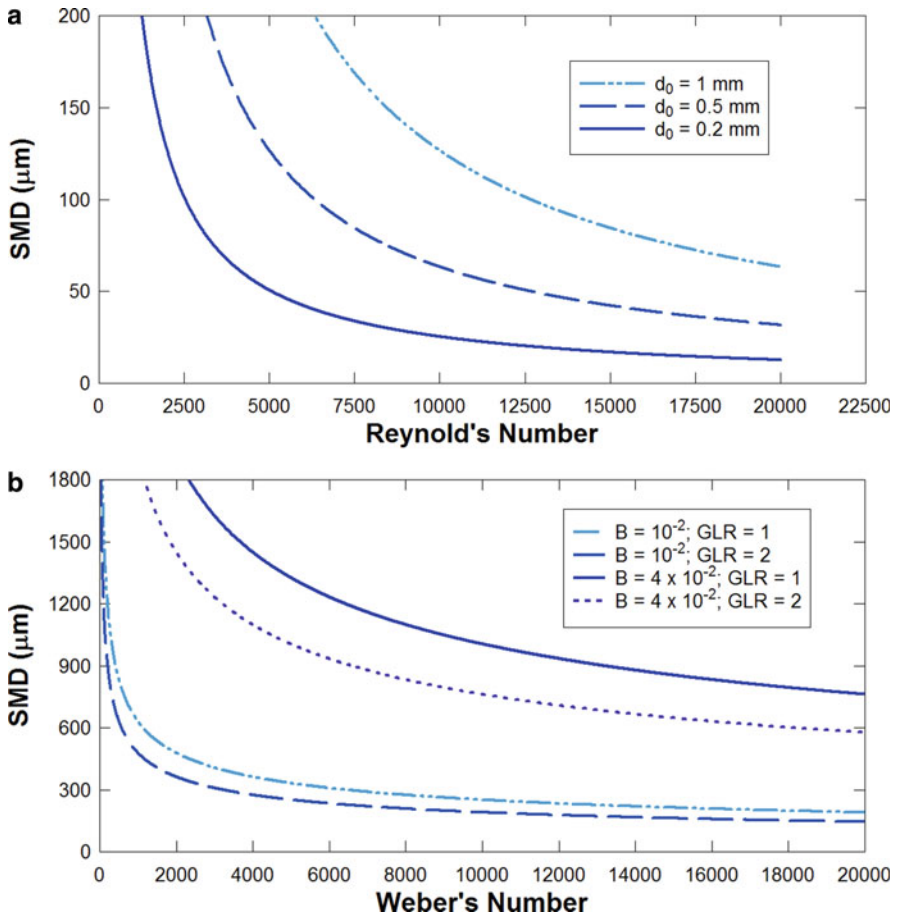 a
200
150
100
50
0
SMD (μm)
d₀ = 1 mm
d₀ = 0.5 mm
d₀ = 0.2 mm
0 2500 5000 7500 10000 12500 15000 17500 20000 22500
Reynold's Number
b
1800
1500
1200
900
600
300
0
SMD (μm)
B = 10⁻²; GLR = 1
B = 10⁻²; GLR = 2
B = 4 x 10⁻²; GLR = 1
B = 4 x 10⁻²; GLR = 2
0 2000 4000 6000 8000 10000 12000 14000 16000 18000 20000
Weber's Number